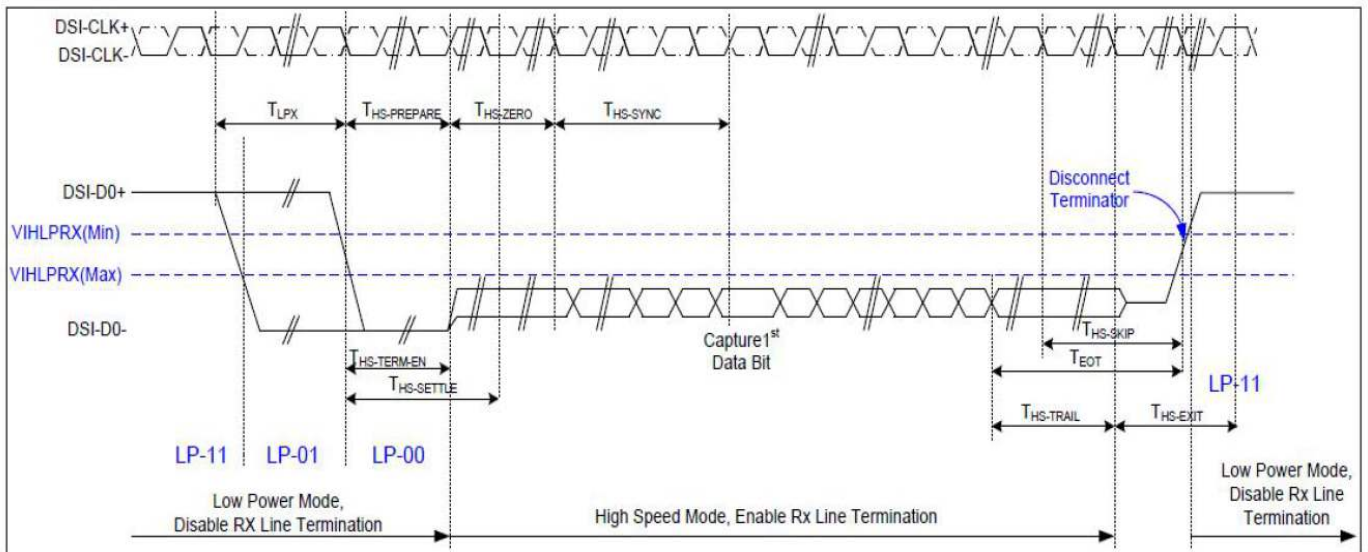 DSI-CLK+
DSI-CLK-
TLPX
THS-PREPARE
THS-ZERO
THS-SYNC
DSI-D0+
Disconnect
Terminator
VIHLPRX(Min)
VIHLPRX(Max)
DSI-D0-
Capture1st
Data Bit
THS-SKIP
THS-TERM-EN
TEOT
THS-SETTLE
LP-11
THS-TRAIL
THS-EXIT
LP-11
LP-01
LP-00
Low Power Mode,
Disable RX Line Termination
High Speed Mode, Enable Rx Line Termination
Low Power Mode,
Disable Rx Line
Termination